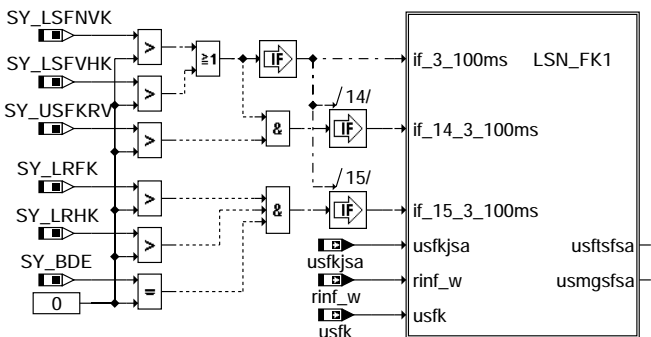 SY_LSFNVK
SY_LSFVHK
SY_USFKRV
SY_LRFK
SY_LRHK
SY_BDE
0
>
>
>
>
>
=
≥1
&
&
IF
/14/
IF
/15/
IF
if_3_100ms LSN_FK1
if_14_3_100ms
if_15_3_100ms
usfkjsa
usfkjsa usftsfsa
rinf_w
rinf_w usmgsfsa
usfk
usfk